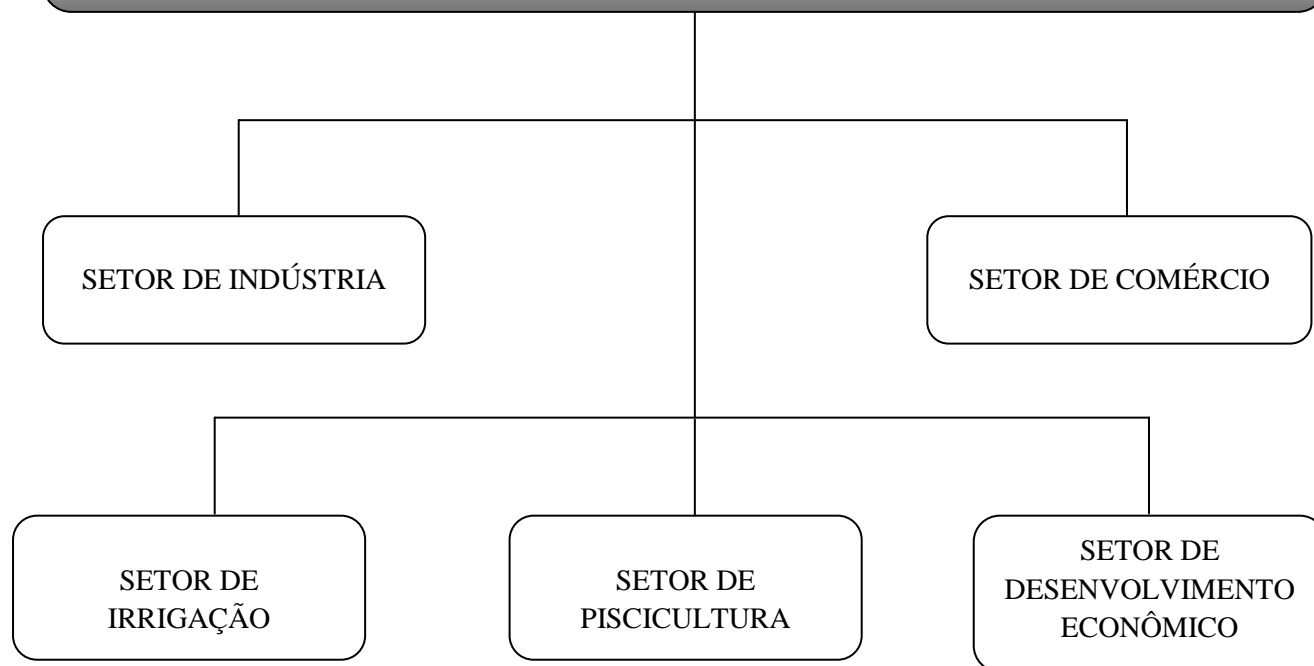 SETOR DE INDÚSTRIA
SETOR DE COMÉRCIO
SETOR DE
IRRIGAÇÃO
SETOR DE
PISCICULTURA
SETOR DE
DESENVOLVIMENTO
ECONÔMICO